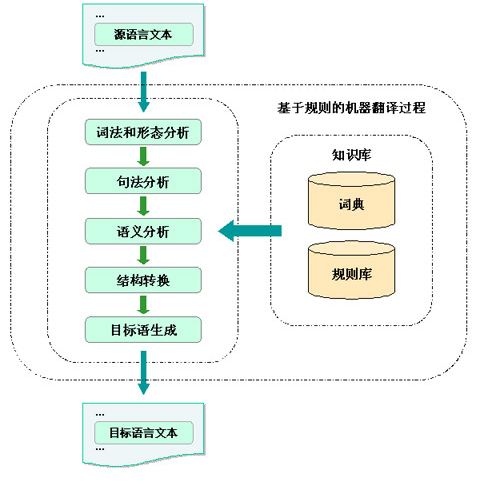 ...
源语言文本
...
基于规则的机器翻译过程
词法和形态分析
句法分析
语义分析
结构转换
目标语生成
知识库
词典
规则库
...
目标语言文本
...